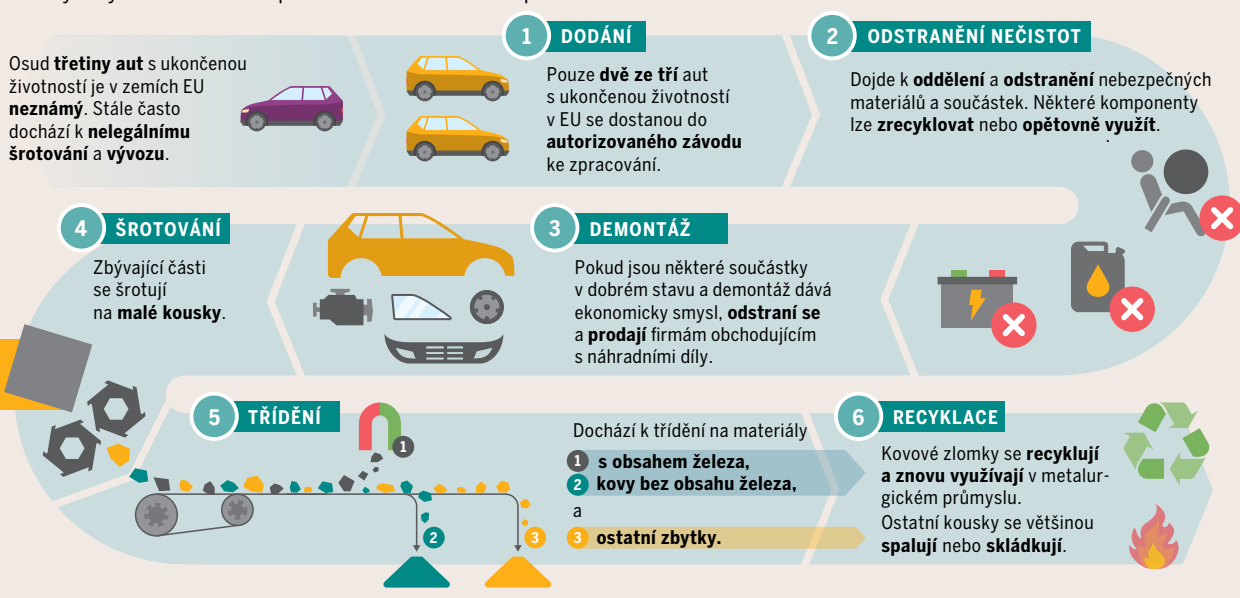 Osud třetiny aut s ukončenou
životností je v zemích EU
neznámý. Stále často
dochází k nelegálnímu
šrotování a vývozu.
1 DODÁNÍ
Pouze dvě ze tří aut
s ukončenou životností
v EU se dostanou do
autorizovaného závodu
ke zpracování.
2 ODSTRANĚNÍ NEČISTOT
Dojde k oddělení a odstranění nebezpečných
materiálů a součástek. Některé komponenty
lze zrecyklovat nebo opětovně využít.
3 DEMONTÁŽ
Pokud jsou některé součástky
v dobrém stavu a demontáž dává
ekonomicky smysl, odstraní se
a prodají firmám obchodujícím
s náhradními díly.
4 ŠROTOVÁNÍ
Zbývající části
se šrotují
na malé kousky.
5 TŘÍDĚNÍ
1
2
3
Dochází k třídění na materiály
1 s obsahem železa,
2 kovy bez obsahu železa,
a
3 ostatní zbytky.
6 RECYKLACE
Kovové zlomky se recyklují
a znovu využívají v metalur-
gickém průmyslu.
Ostatní kousky se většinou
spalují nebo skládkují.